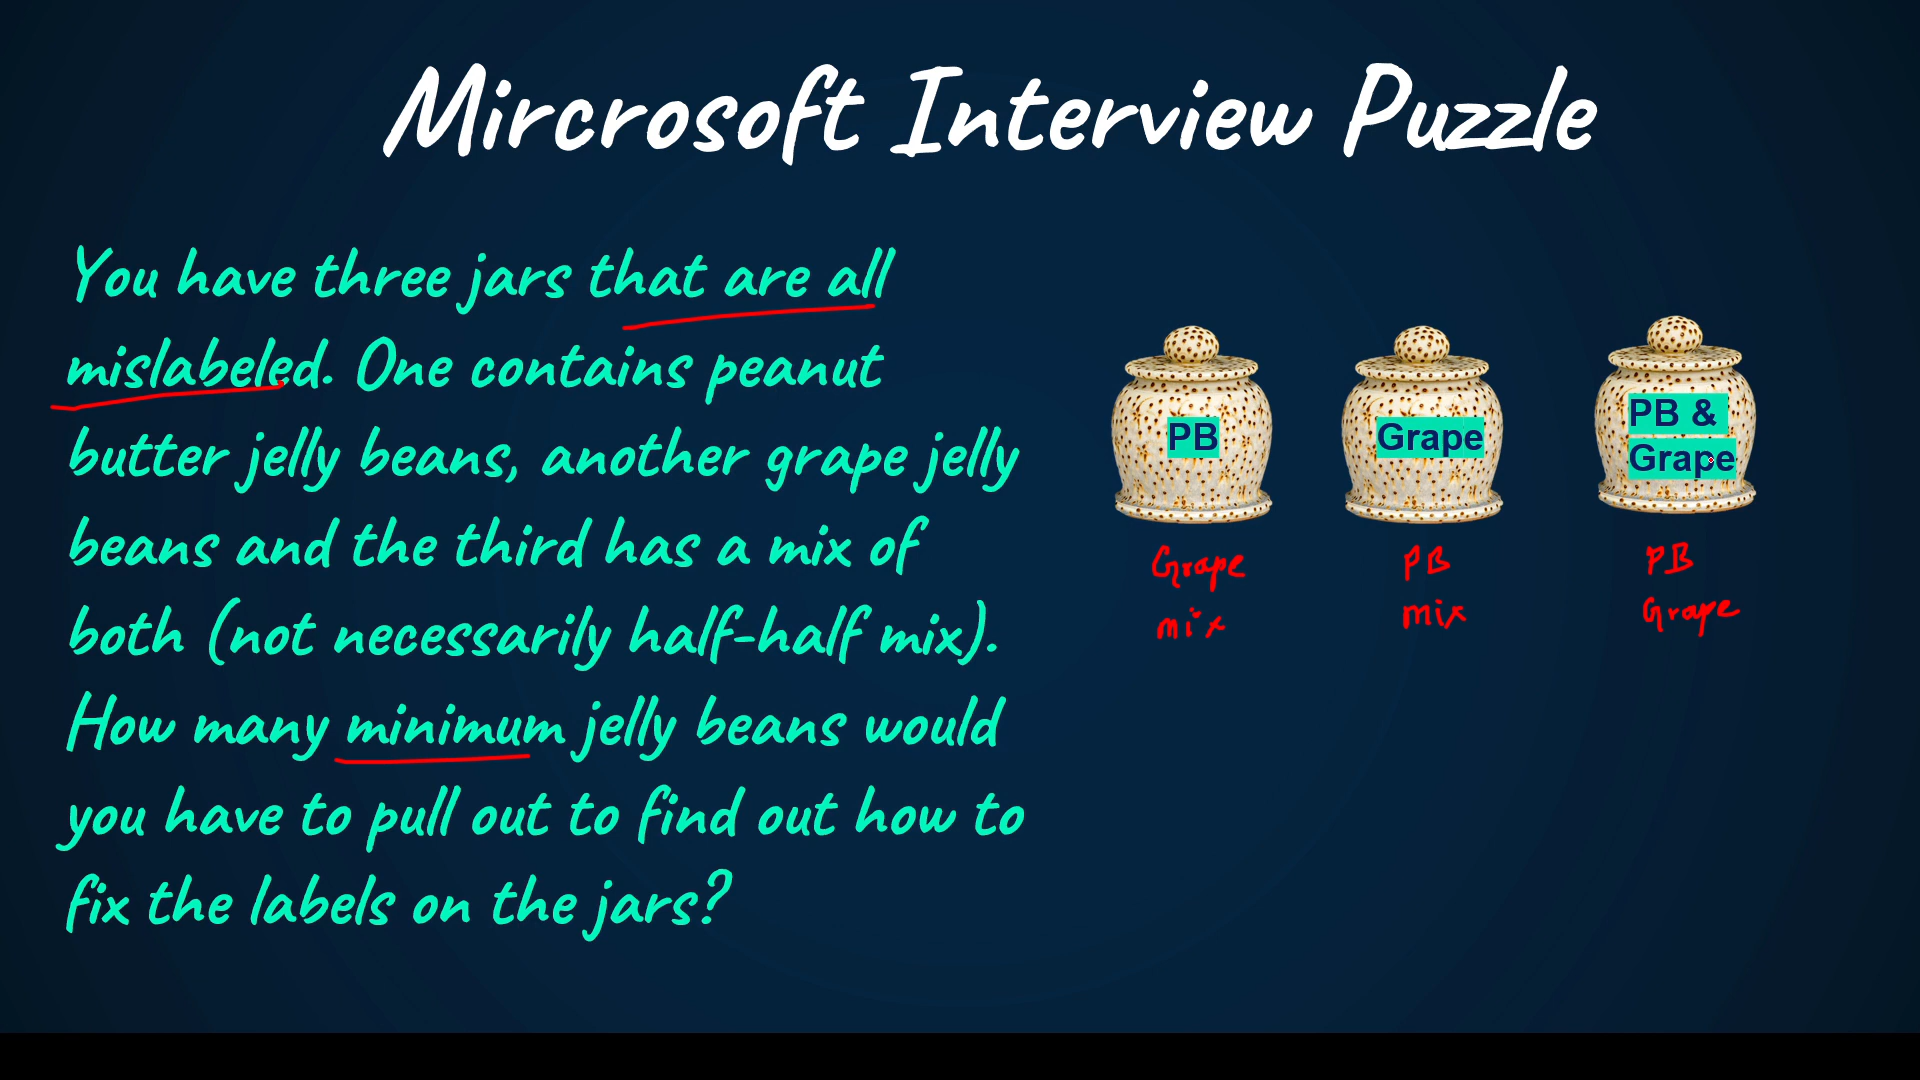 Mircrosoft Interview Puzzle
You have three jars that are all
mislabeled. One contains peanut
butter jelly beans, another grape jelly
beans and the third has a mix of
both (not necessarily half-half mix).
How many minimum jelly beans would
you have to pull out to find out how to
fix the labels on the jars?
PB
Grape
PB &
Grape
Grape
mix
PB
mix
PB
Grape